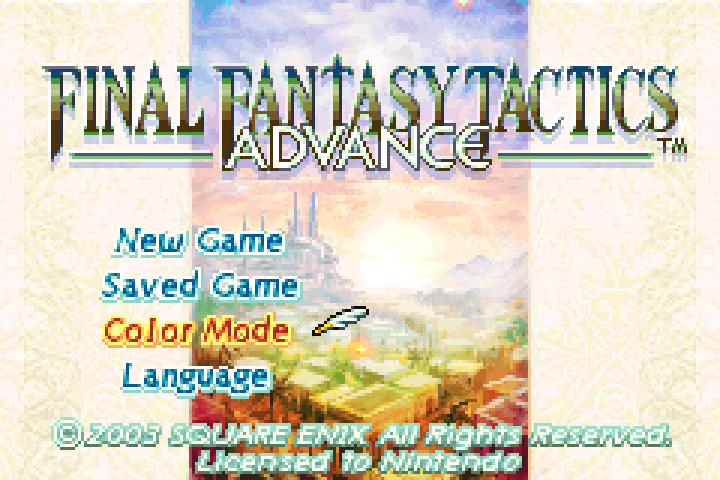 FINAL FANTASY TACTICS
ADVANCE TM
New Game
Saved Game
Color Mode
Language
©2003 SQUARE ENIX All Rights Reserved.
Licensed to Nintendo